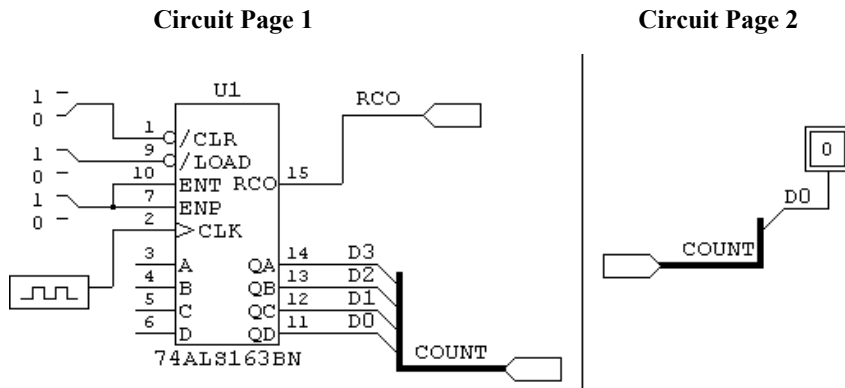 Circuit Page 1
Circuit Page 2
U1
RCO
1
0
1 /CLR
1
0
9 /LOAD
10 ENT RCO 15
1
0
7 ENP
2 CLK
3 A QA 14 D3
4 B QB 13 D2
5 C QC 12 D1
6 D QD 11 D0
74ALS163BN
COUNT
0
D0
COUNT